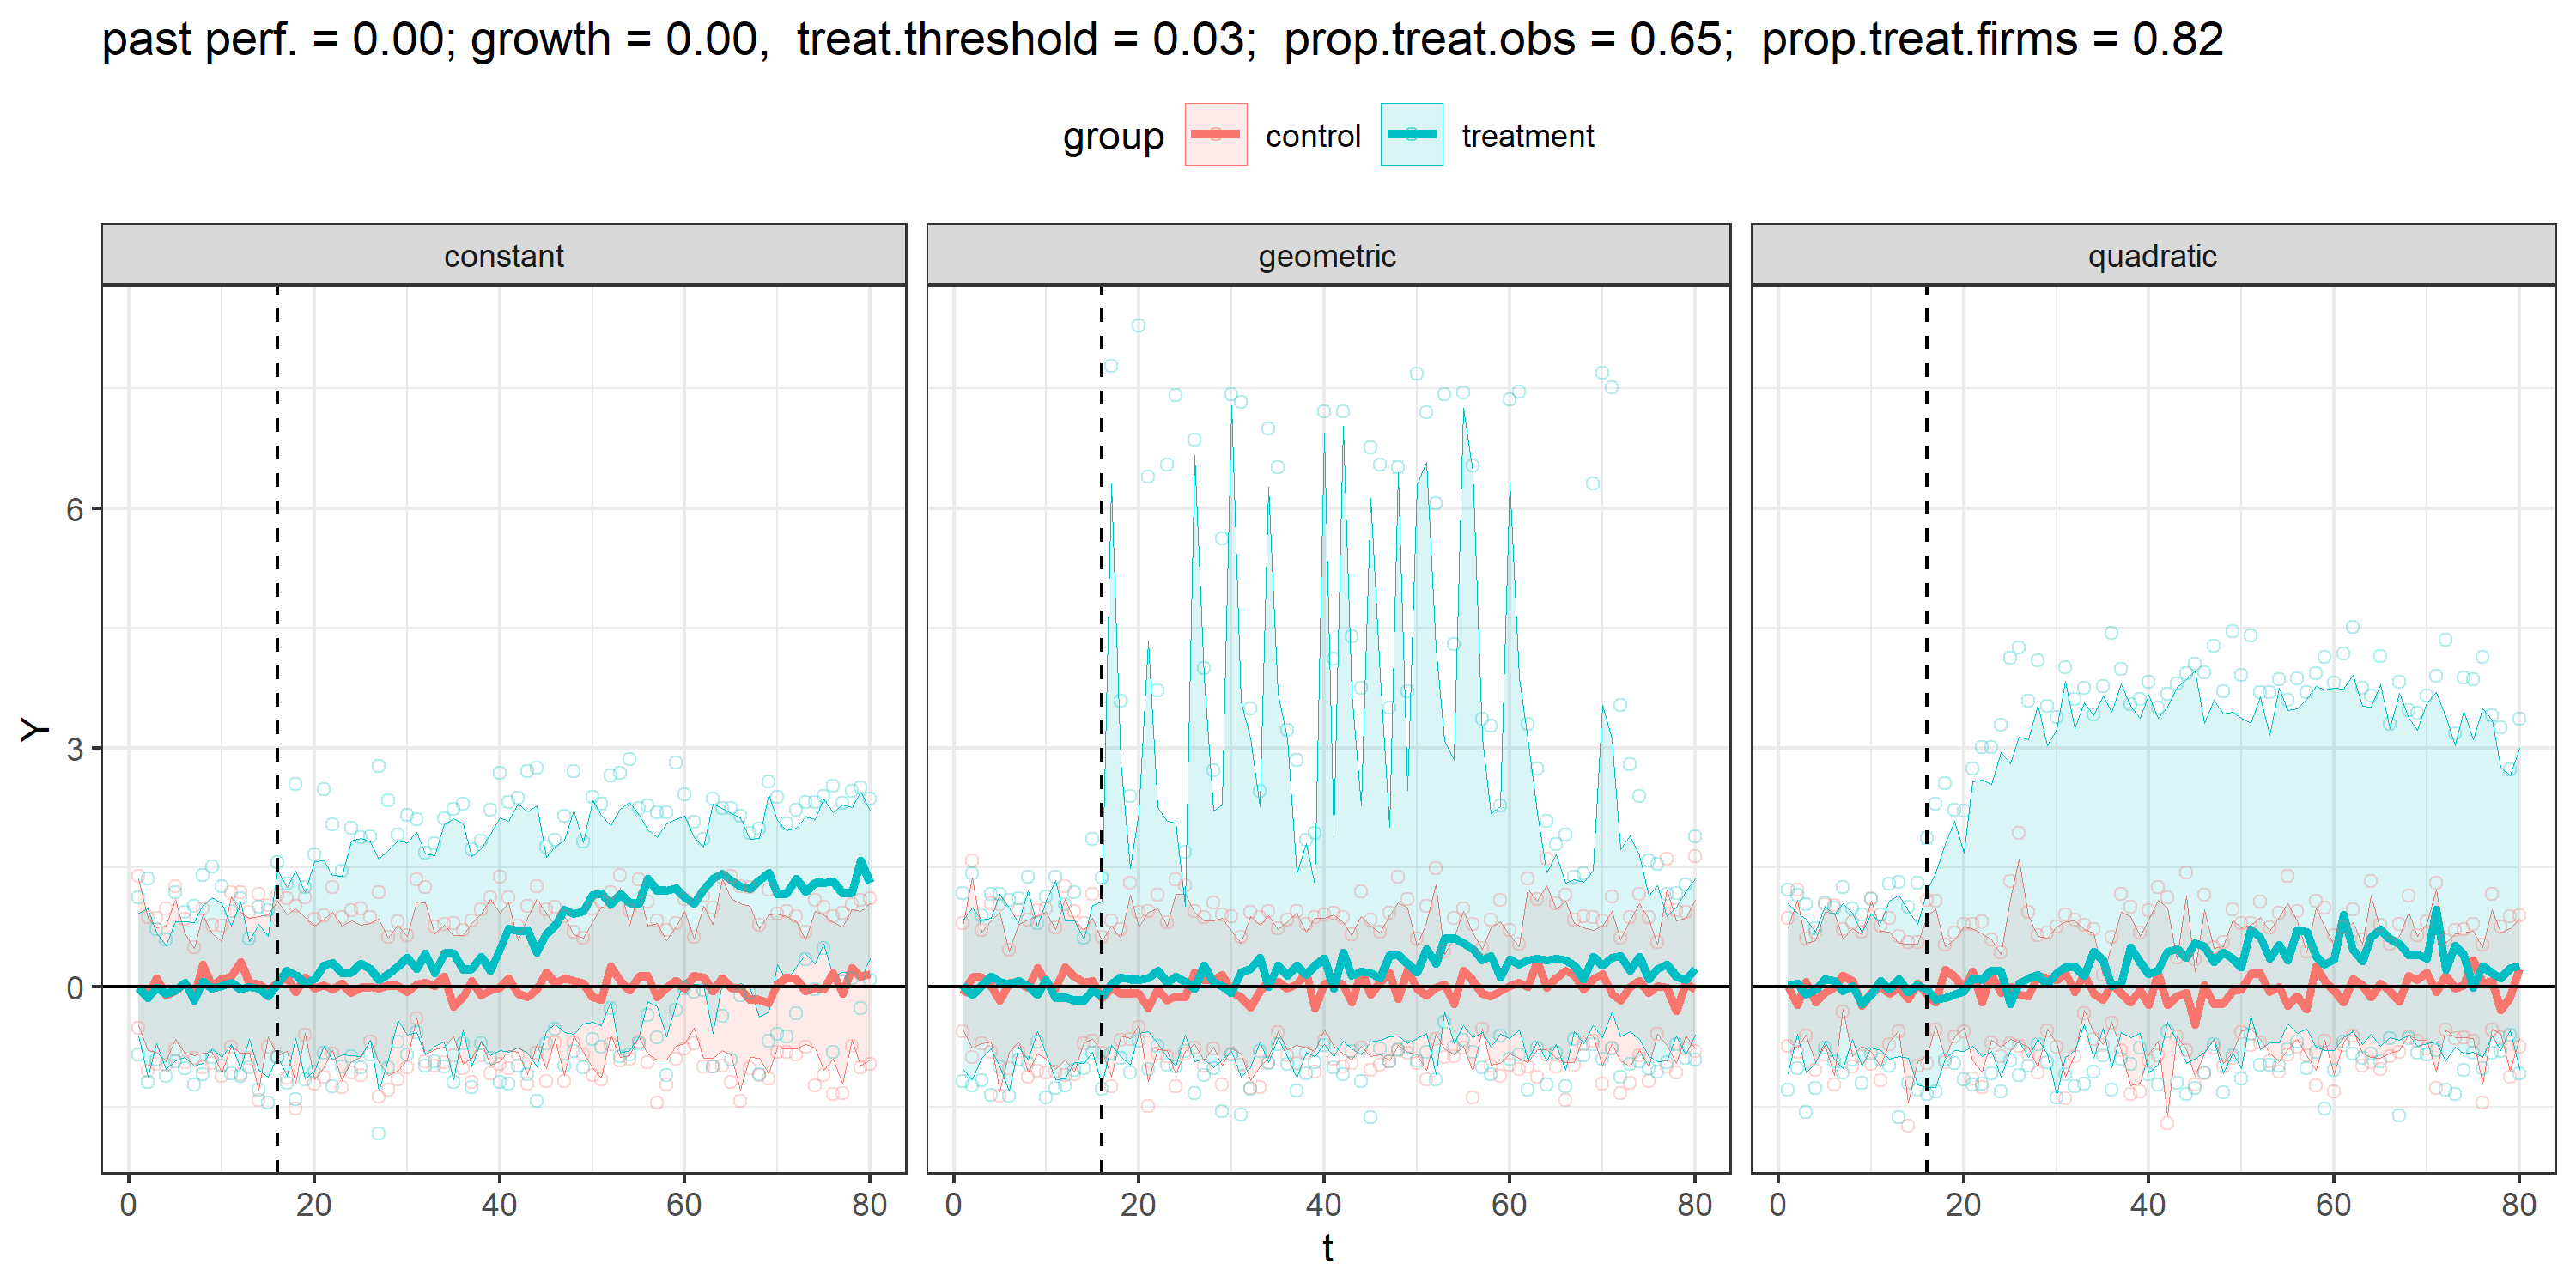 past perf. = 0.00; growth = 0.00,  treat.threshold = 0.03;  prop.treat.obs = 0.65;  prop.treat.firms = 0.82
group control treatment
constant geometric quadratic
Y
6
3
0
0 20 40 60 80 0 20 40 60 80 0 20 40 60 80
t